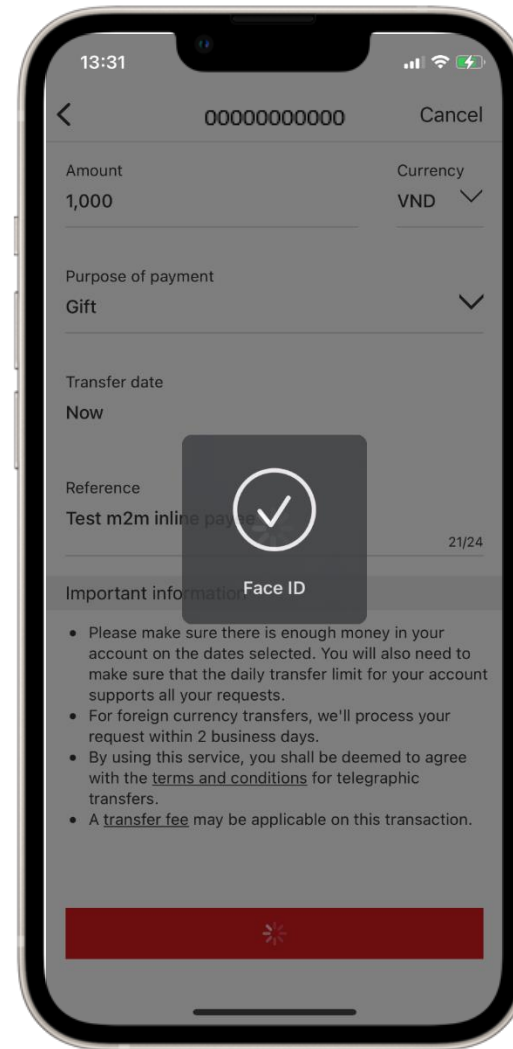 13:31
00000000000 Cancel
Amount Currency
1,000 VND
Purpose of payment
Gift
Transfer date
Now
Reference
Test m2m inline payee
21/24
Face ID
Important information
• Please make sure there is enough money in your
account on the dates selected. You will also need to
make sure that the daily transfer limit for your account
supports all your requests.
• For foreign currency transfers, we'll process your
request within 2 business days.
• By using this service, you shall be deemed to agree
with the terms and conditions for telegraphic
transfers.
• A transfer fee may be applicable on this transaction.